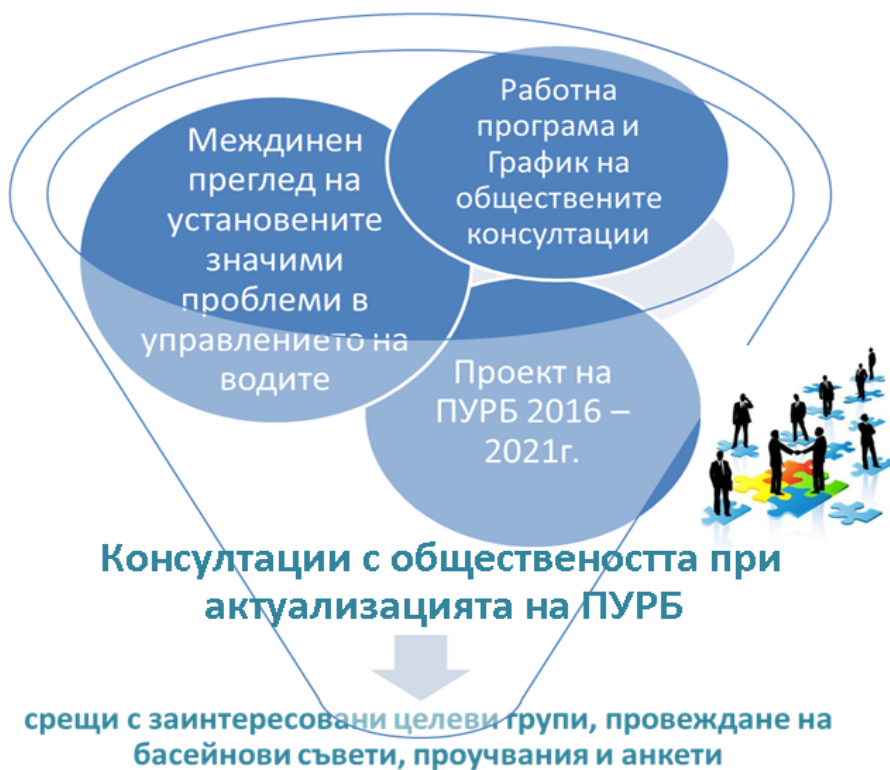 Междинен
преглед на
установените
значими
проблеми в
управлението на
водите
Работна
програма и
График на
обществените
консултации
Проект на
ПУРБ 2016 –
2021г.
Консултации с обществеността при
актуализацията на ПУРБ
срещи с заинтересовани целеви групи, провеждане на
басейнови съвети, проучвания и анкети